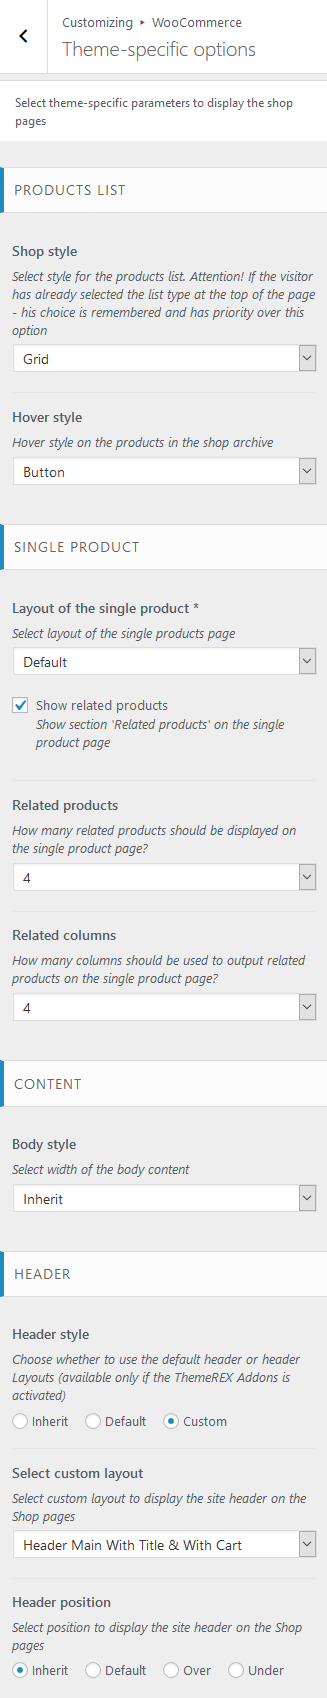 Customizing ▸ WooCommerce
Theme-specific options
Select theme-specific parameters to display the shop
pages
PRODUCTS LIST
Shop style
Select style for the products list. Attention! If the visitor
has already selected the list type at the top of the page
- his choice is remembered and has priority over this
option
Grid
Hover style
Hover style on the products in the shop archive
Button
SINGLE PRODUCT
Layout of the single product *
Select layout of the single products page
Default
Show related products
Show section 'Related products' on the single
product page
Related products
How many related products should be displayed on
the single product page?
4
Related columns
How many columns should be used to output related
products on the single product page?
4
CONTENT
Body style
Select width of the body content
Inherit
HEADER
Header style
Choose whether to use the default header or header
Layouts (available only if the ThemeREX Addons is
activated)
Inherit Default Custom
Select custom layout
Select custom layout to display the site header on the
Shop pages
Header Main With Title & With Cart
Header position
Select position to display the site header on the Shop
pages
Inherit Default Over Under